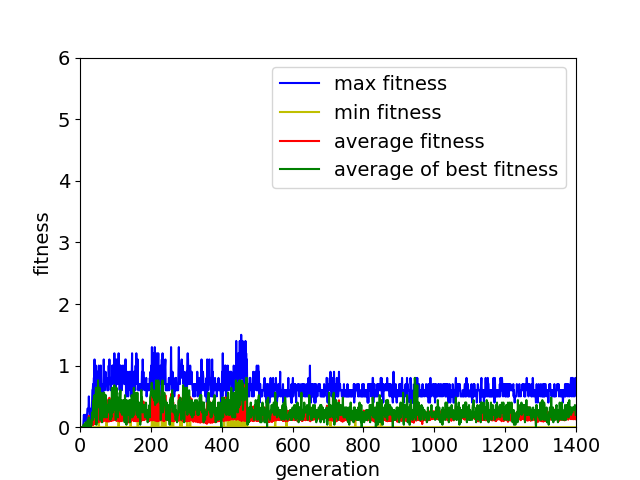 6
5
4
3
2
1
0
fitness
max fitness
min fitness
average fitness
average of best fitness
0 200 400 600 800 1000 1200 1400
generation